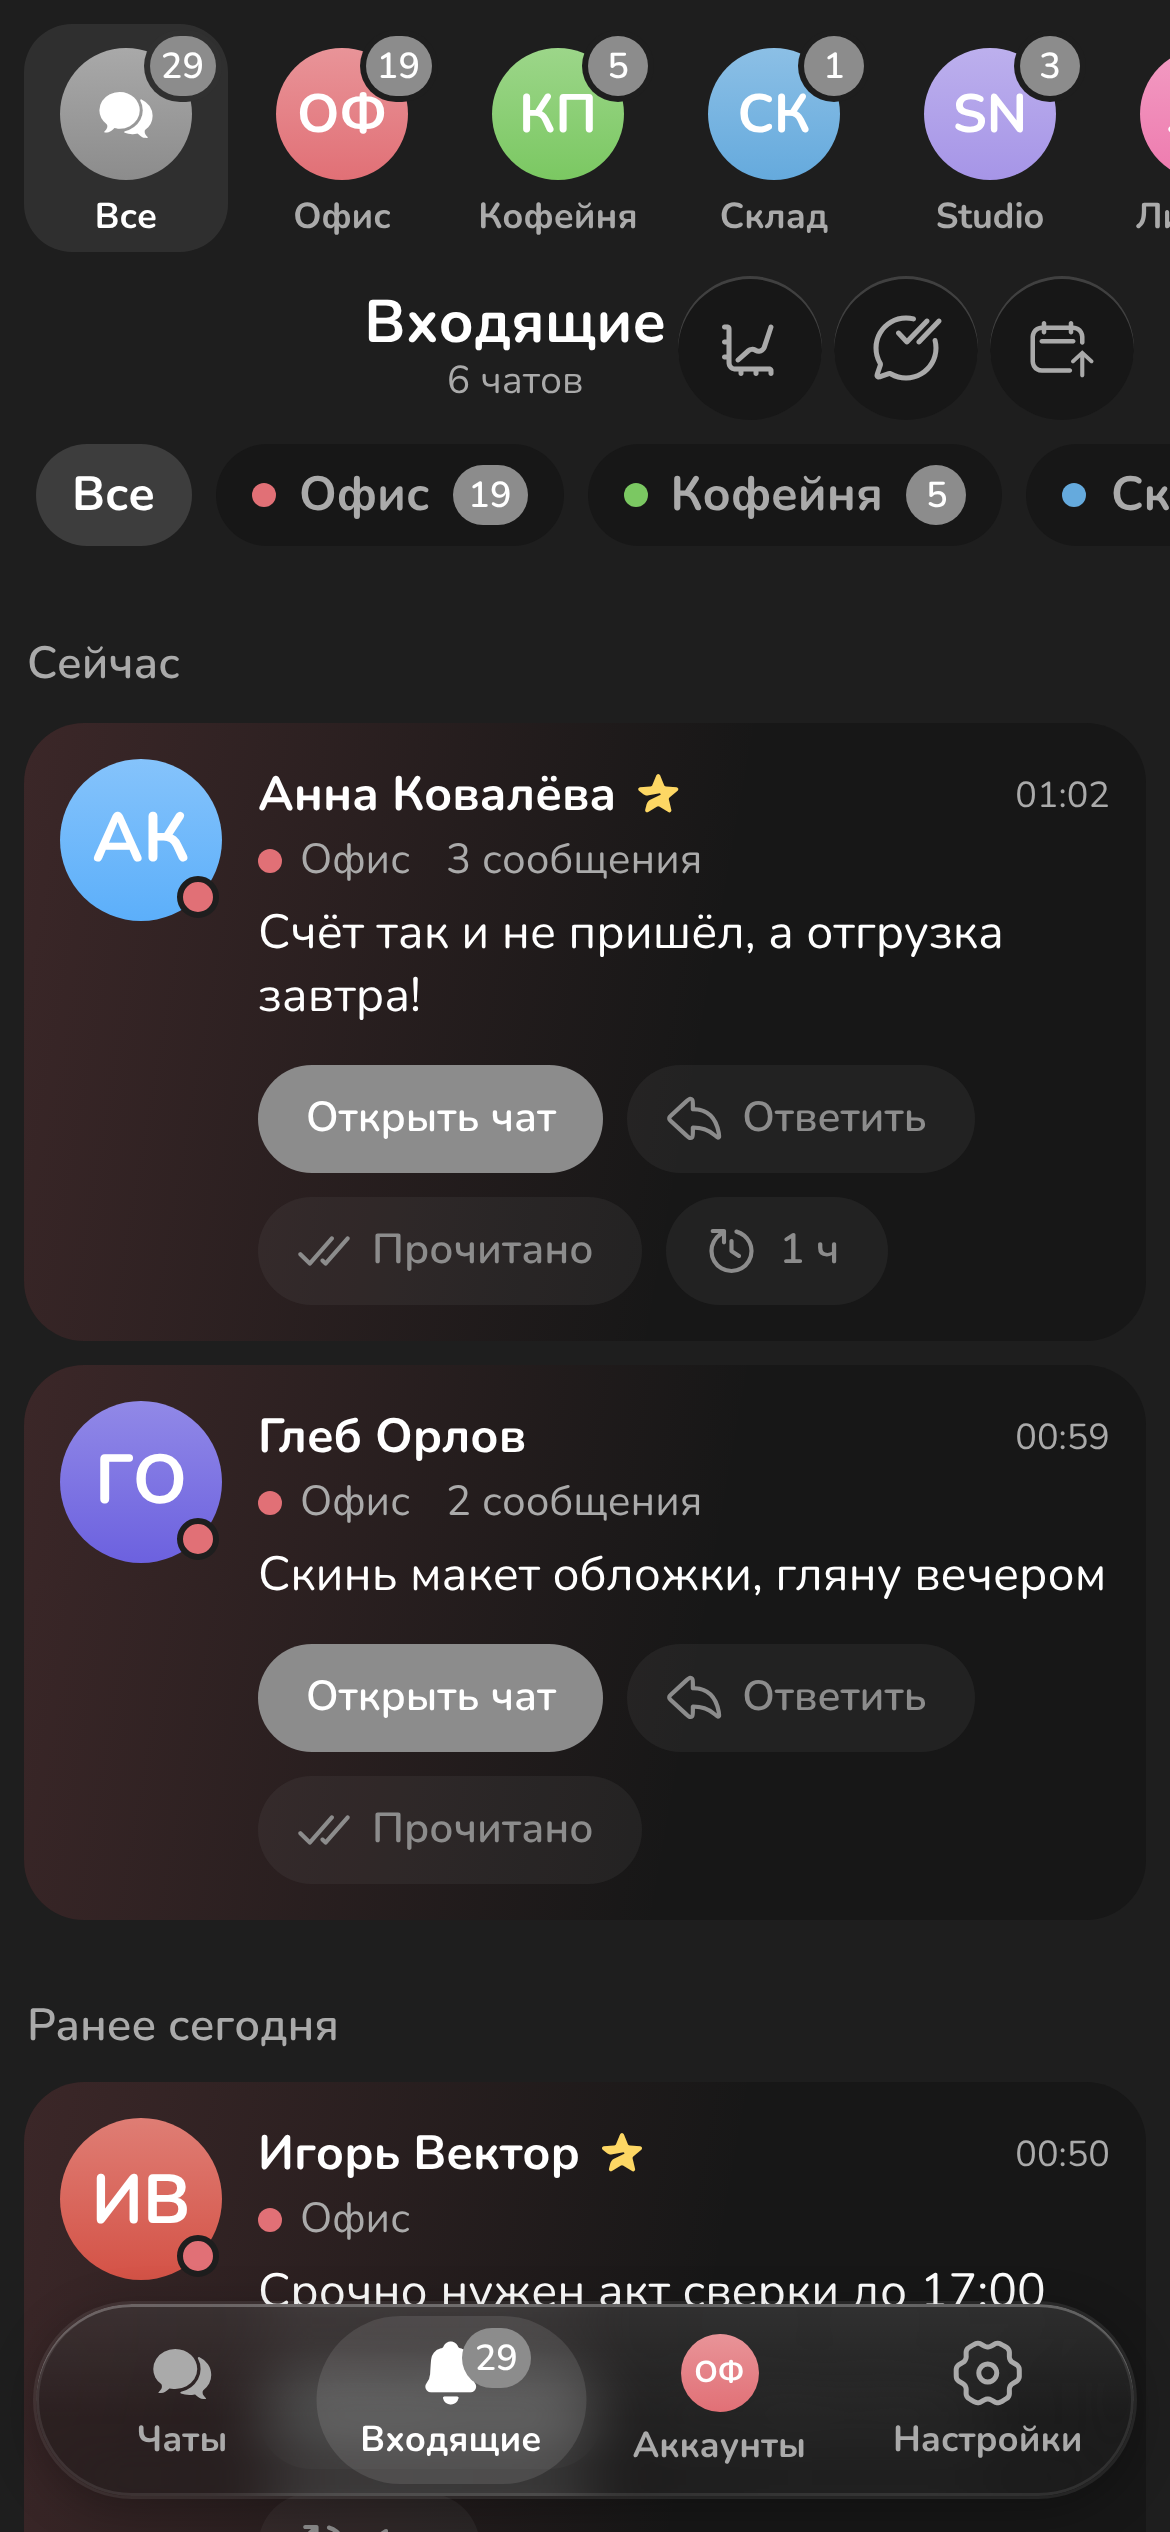 29
19
5
1
3
ОФ
КП
СК
SN
Все
Офис
Кофейня
Склад
Studio
Входящие
6 чатов
Все
Офис 19
Кофейня 5
Сейчас
АК
Анна Ковалёва
01:02
Офис 3 сообщения
Счёт так и не пришёл, а отгрузка
завтра!
Открыть чат
Ответить
Прочитано
1 ч
ГО
Глеб Орлов
00:59
Офис 2 сообщения
Скинь макет обложки, гляну вечером
Открыть чат
Ответить
Прочитано
Ранее сегодня
ИВ
Игорь Вектор
00:50
Офис
Срочно нужен акт сверки до 17:00
29
ОФ
Чаты
Входящие
Аккаунты
Настройки